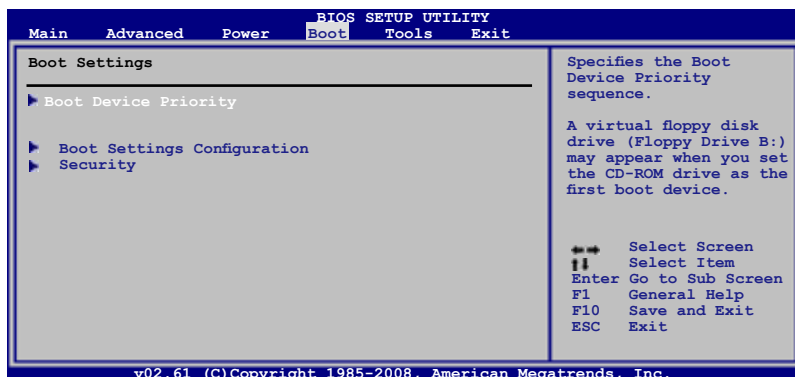 BIOS SETUP UTILITY
Main Advanced Power Boot Tools Exit
Boot Settings
Boot Device Priority
Boot Settings Configuration
Security
Specifies the Boot
Device Priority
sequence.
A virtual floppy disk
drive (Floppy Drive B:)
may appear when you set
the CD-ROM drive as the
first boot device.
Select Screen
Select Item
Enter Go to Sub Screen
F1 General Help
F10 Save and Exit
ESC Exit
v02.61 (C)Copyright 1985-2008, American Megatrends, Inc.